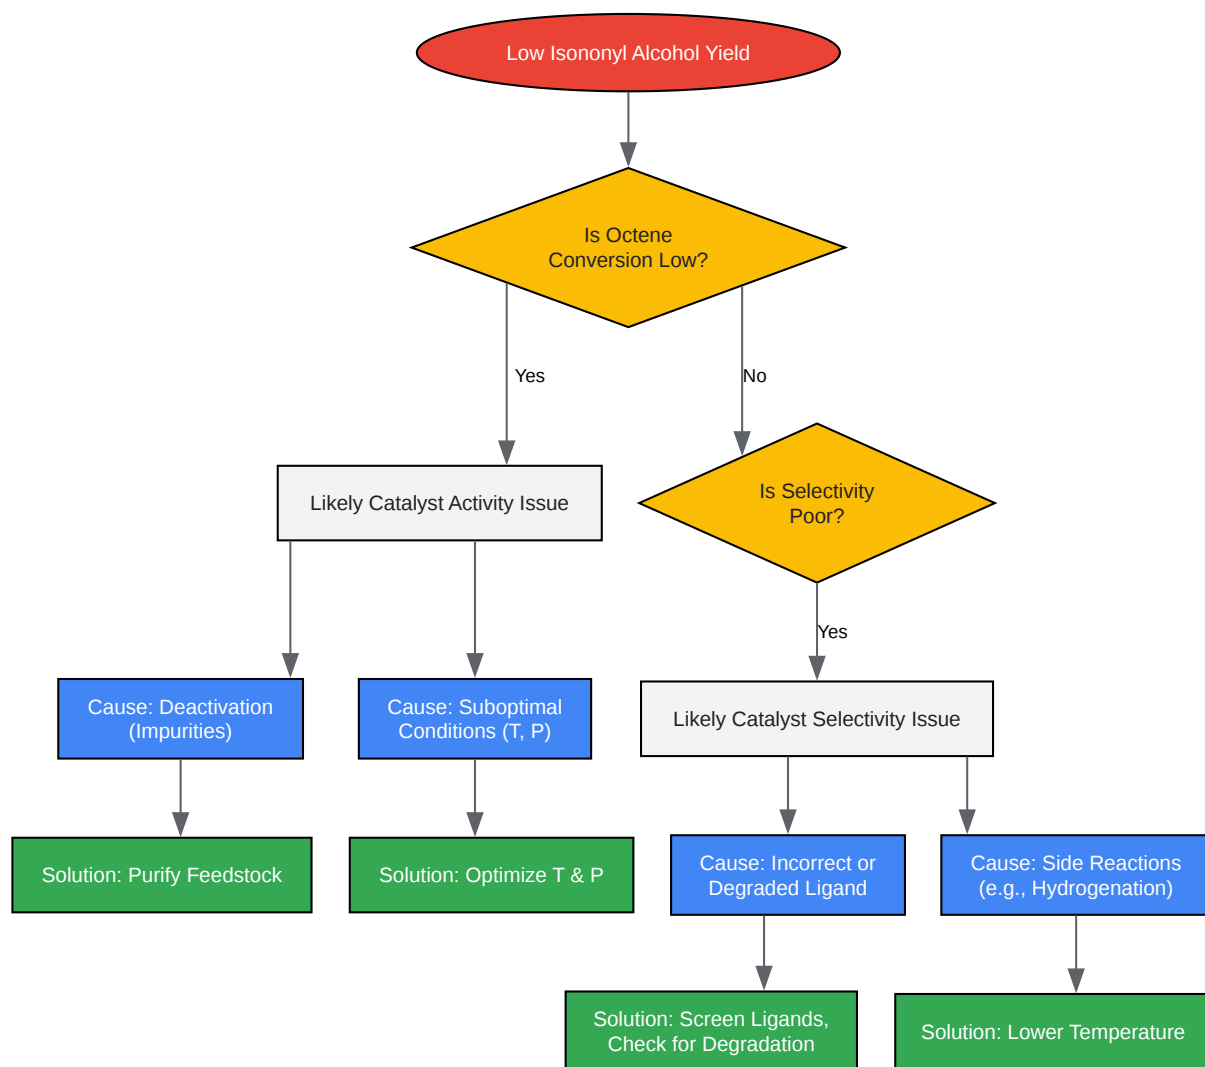 Low Isononyl Alcohol Yield
Is Octene
Conversion Low?
Yes
No
Likely Catalyst Activity Issue
Is Selectivity
Poor?
Yes
Likely Catalyst Selectivity Issue
Cause: Deactivation
(Impurities)
Cause: Suboptimal
Conditions (T, P)
Solution: Purify Feedstock
Solution: Optimize T & P
Cause: Incorrect or
Degraded Ligand
Cause: Side Reactions
(e.g., Hydrogenation)
Solution: Screen Ligands,
Check for Degradation
Solution: Lower Temperature